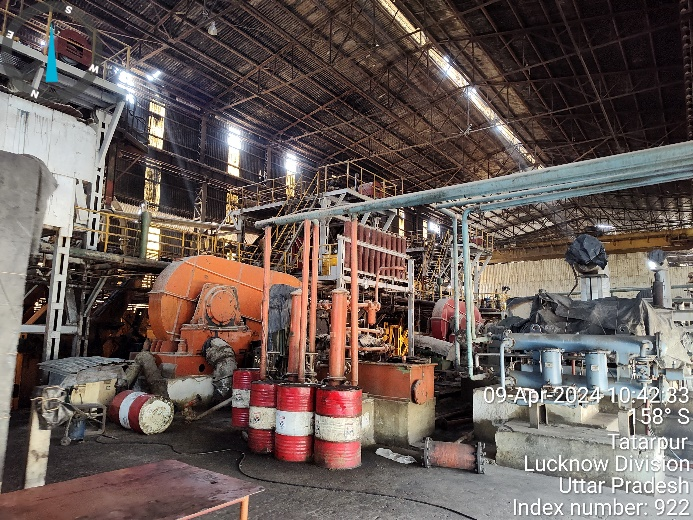 S
E
W
N
09-Apr-2024 10:42:33
158° S
Tatarpur
Lucknow Division
Uttar Pradesh
Index number: 922